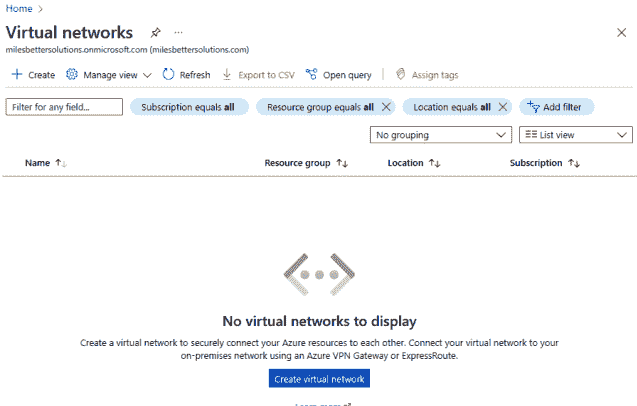 Home >
Virtual networks
milesbettersolutions.onmicrosoft.com (milesbettersolutions.com)
+ Create Manage view Refresh Export to CSV Open query Assign tags
Filter for any field... Subscription equals all Resource group equals all Location equals all Add filter
No grouping List view
Name Resource group Location Subscription
No virtual networks to display
Create a virtual network to securely connect your Azure resources to each other. Connect your virtual network to your
on-premises network using an Azure VPN Gateway or ExpressRoute.
Create virtual network